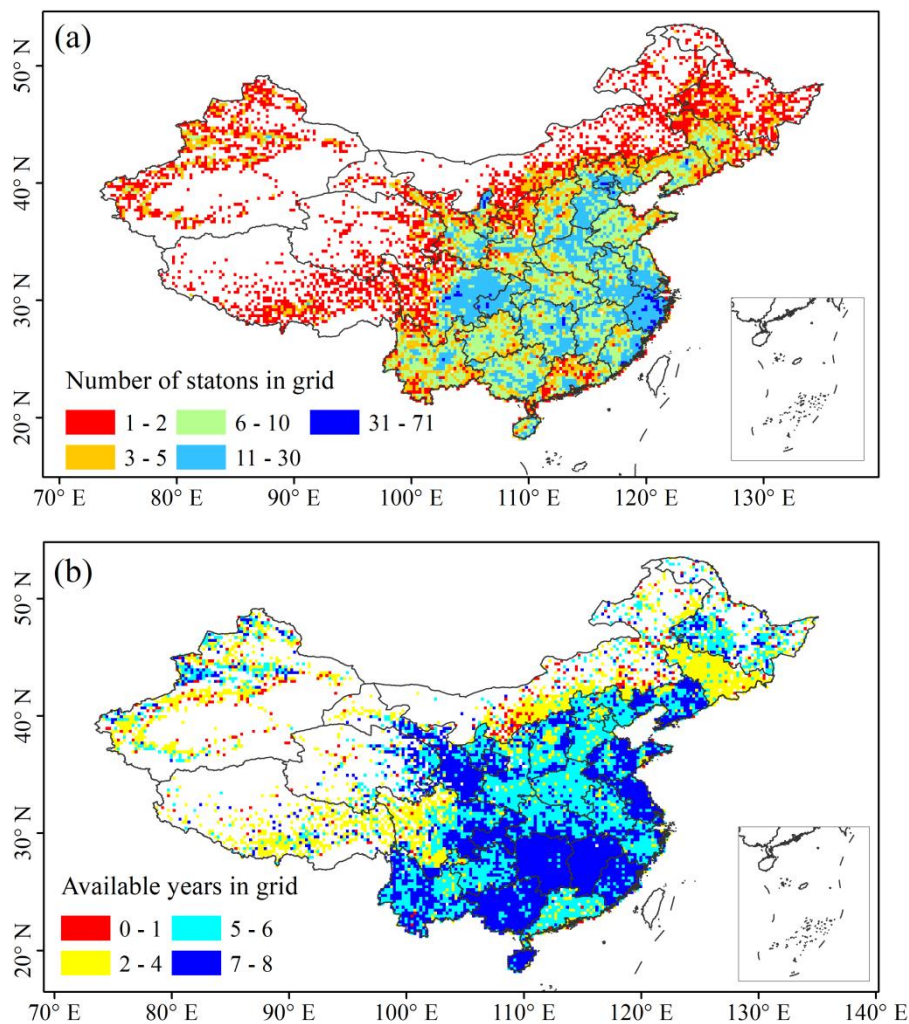 (a)
50° N
40° N
30° N
20° N
Number of statons in grid
1 - 2
6 - 10
31 - 71
3 - 5
11 - 30
70° E
80° E
90° E
100° E
110° E
120° E
130° E
(b)
50° N
40° N
30° N
20° N
Available years in grid
0 - 1
5 - 6
2 - 4
7 - 8
70° E
80° E
90° E
100° E
110° E
120° E
130° E
140° E